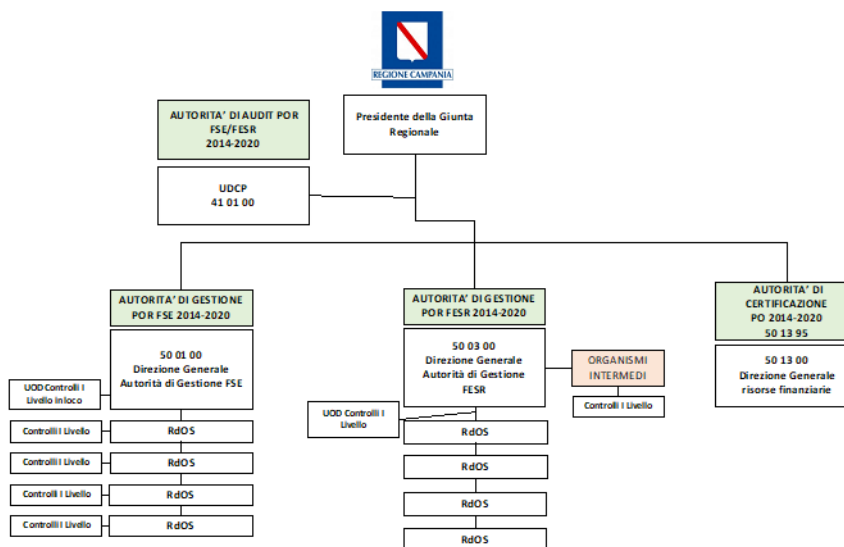 REGIONE CAMPANIA
AUTORITA' DI AUDIT POR
FSE/FESR
2014-2020
Presidente della Giunta
Regionale
UDCP
41 01 00
AUTORITA' DI GESTIONE
POR FSE 2014-2020
AUTORITA' DI GESTIONE
POR FESR 2014-2020
AUTORITA' DI
CERTIFICAZIONE
PO 2014-2020
50 13 95
50 01 00
Direzione Generale
Autorità di Gestione FSE
50 03 00
Direzione Generale
Autorità di Gestione
FESR
ORGANISMI
INTERMEDI
50 13 00
Direzione Generale
risorse finanziarie
UOD Controlli I
Livello in loco
Controlli I Livello
UOD Controlli I
Livello
Controlli I Livello
RdOS
RdOS
Controlli I Livello
RdOS
RdOS
Controlli I Livello
RdOS
RdOS
Controlli I Livello
RdOS
RdOS